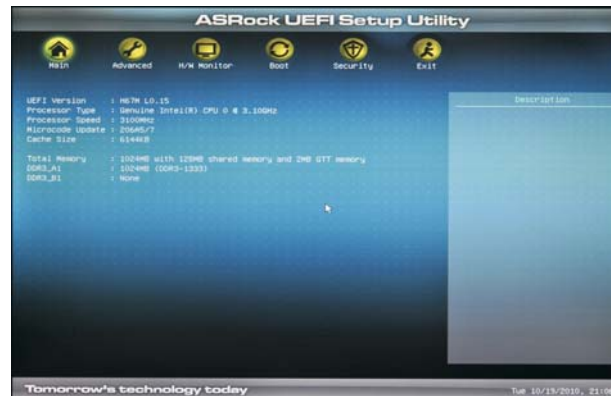 ASRock UEFI Setup Utility
Main Advanced H/W Monitor Boot Security Exit
UEFI Version : H67M L0.15
Processor Type : Genuine Intel(R) CPU 0 @ 3.10GHz
Processor Speed : 3100MHz
Microcode Update : 206A5/7
Cache Size : 6144KB
Total Memory : 1024MB with 128MB shared memory and 2MB GTT memory
DDR3_A1 : 1024MB (DDR3-1333)
DDR3_B1 : None
Description
Tomorrow's technology today
Tue 10/19/2010,